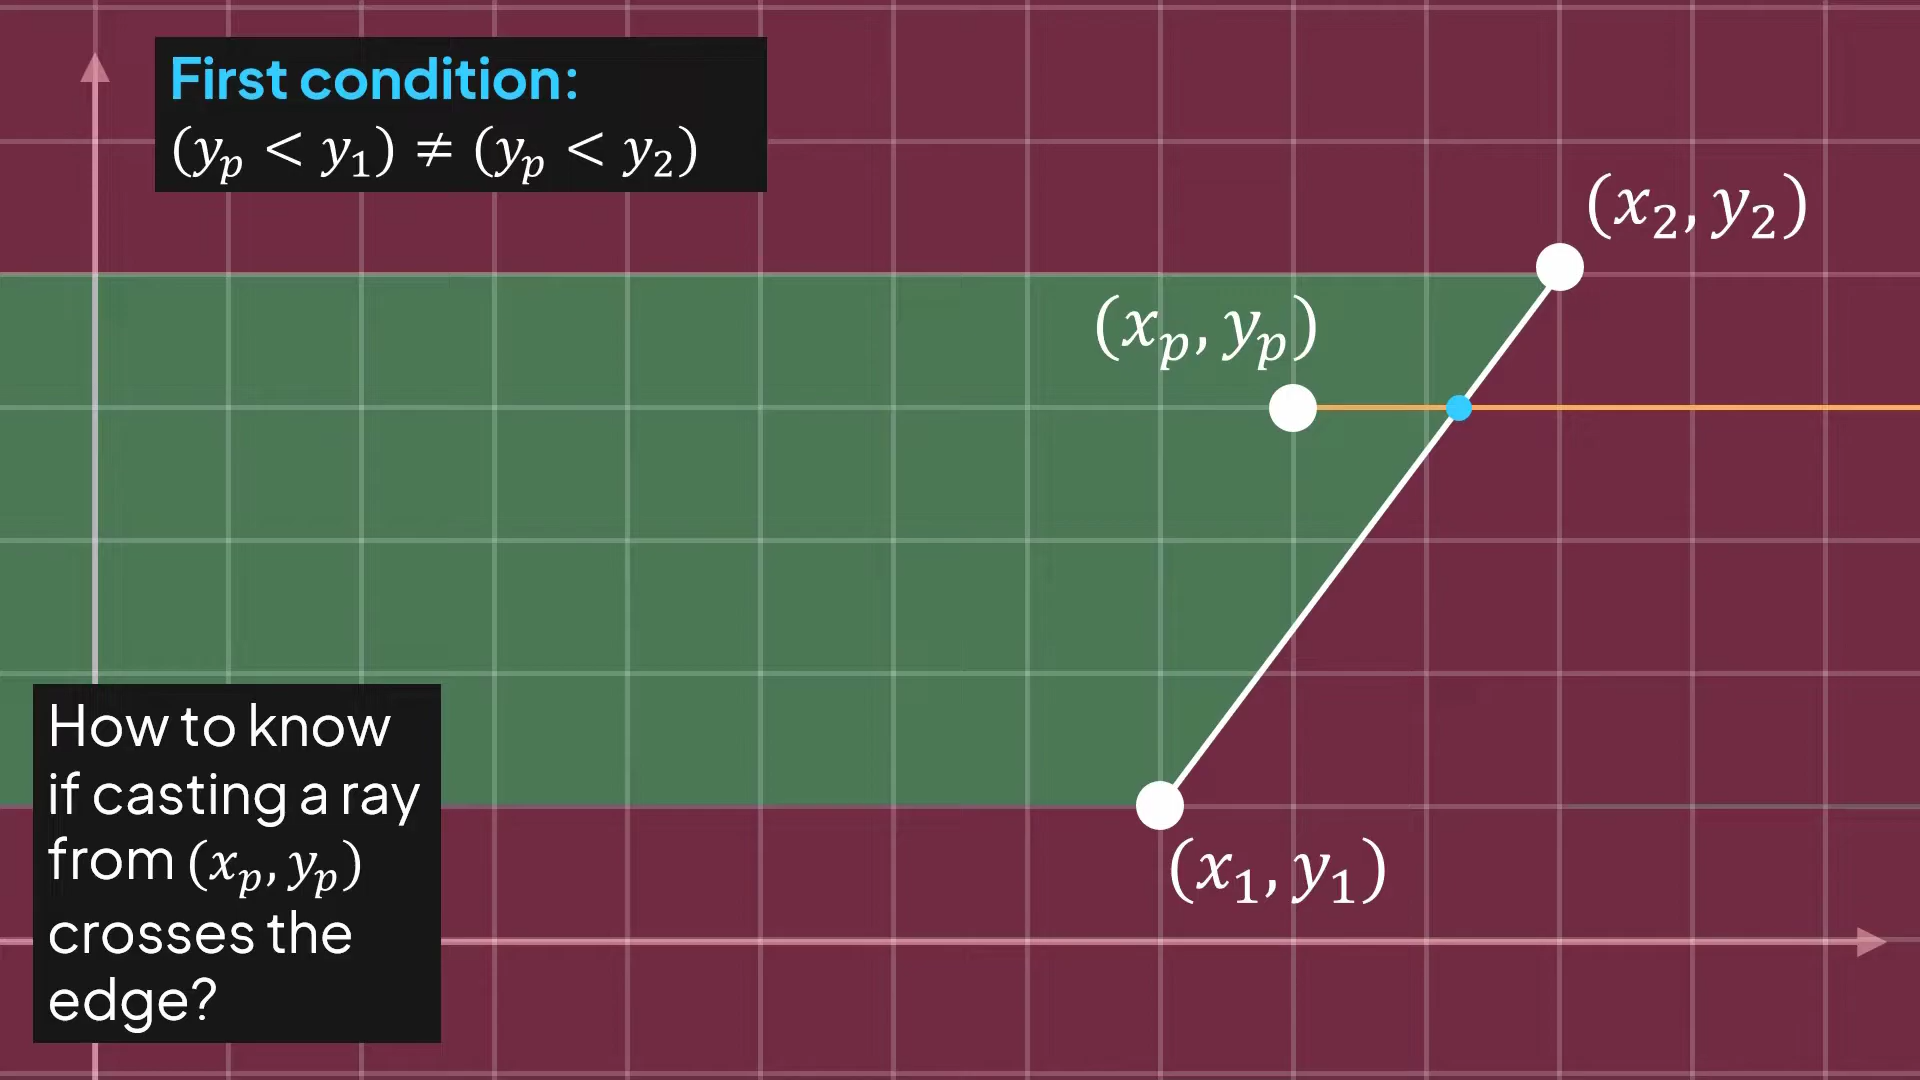 First condition:
(yₚ < y₁) ≠ (yₚ < y₂)
(x₂, y₂)
(xₚ, yₚ)
(x₁, y₁)
How to know
if casting a ray
from (xₚ, yₚ)
crosses the
edge?